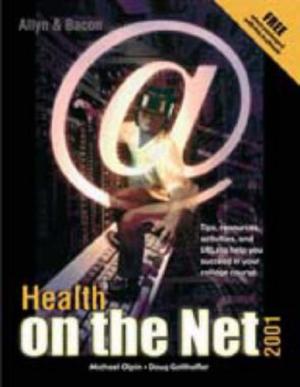 Allyn & Bacon
FREE
@
Tips, resources,
activities, and
URLs to help you
succeed in your
college course.
Health
on the Net
2001
Michael Olpin • Doug Gotthoffer